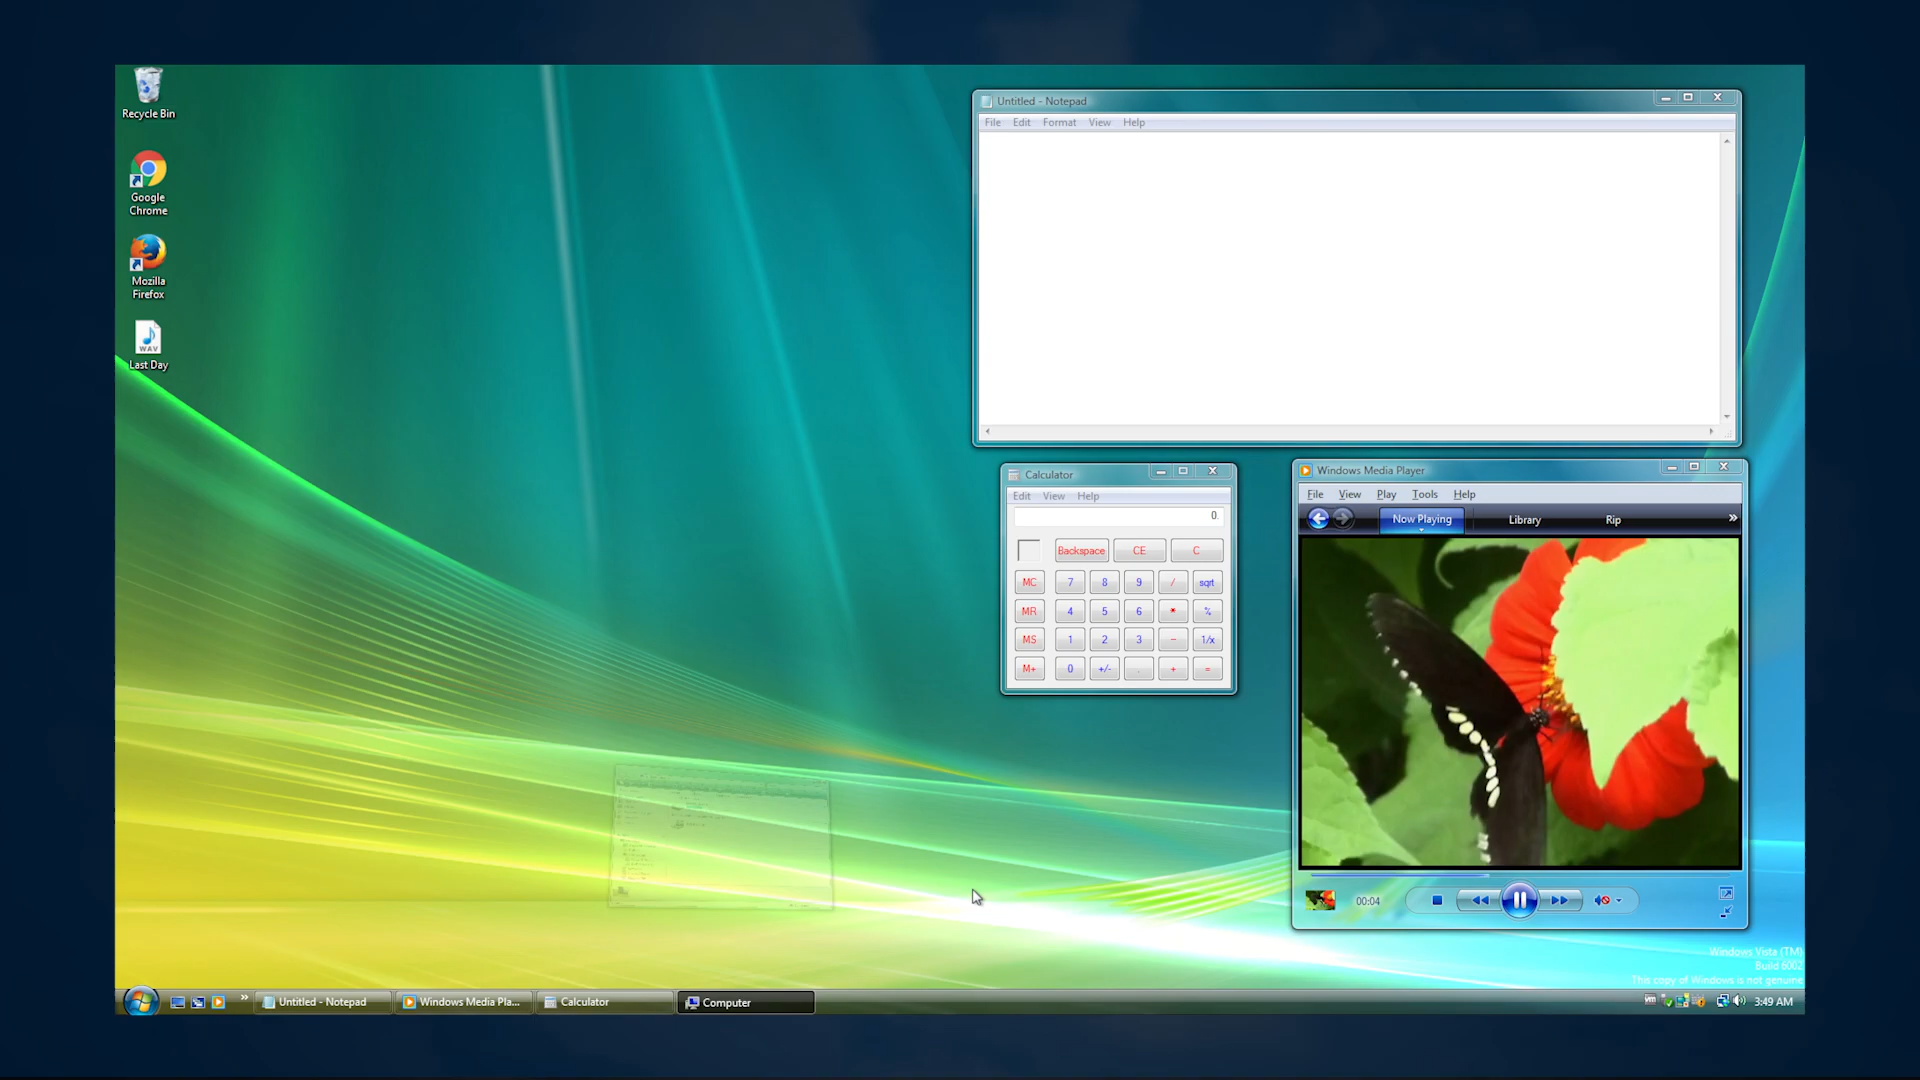 Recycle Bin
Google
Chrome
Mozilla
Firefox
WAV
Last Day
Untitled - Notepad
File Edit Format View Help
Calculator
Edit View Help
0.
Backspace CE C
MC 7 8 9 / sqrt
MR 4 5 6 * %
MS 1 2 3 - 1/x
M+ 0 +/- . + =
Windows Media Player
File View Play Tools Help
Now Playing Library Rip »
00:04
Windows Vista (TM)
Build 6002
This copy of Windows is not genuine
» Untitled - Notepad Windows Media Pla... Calculator Computer 3:49 AM